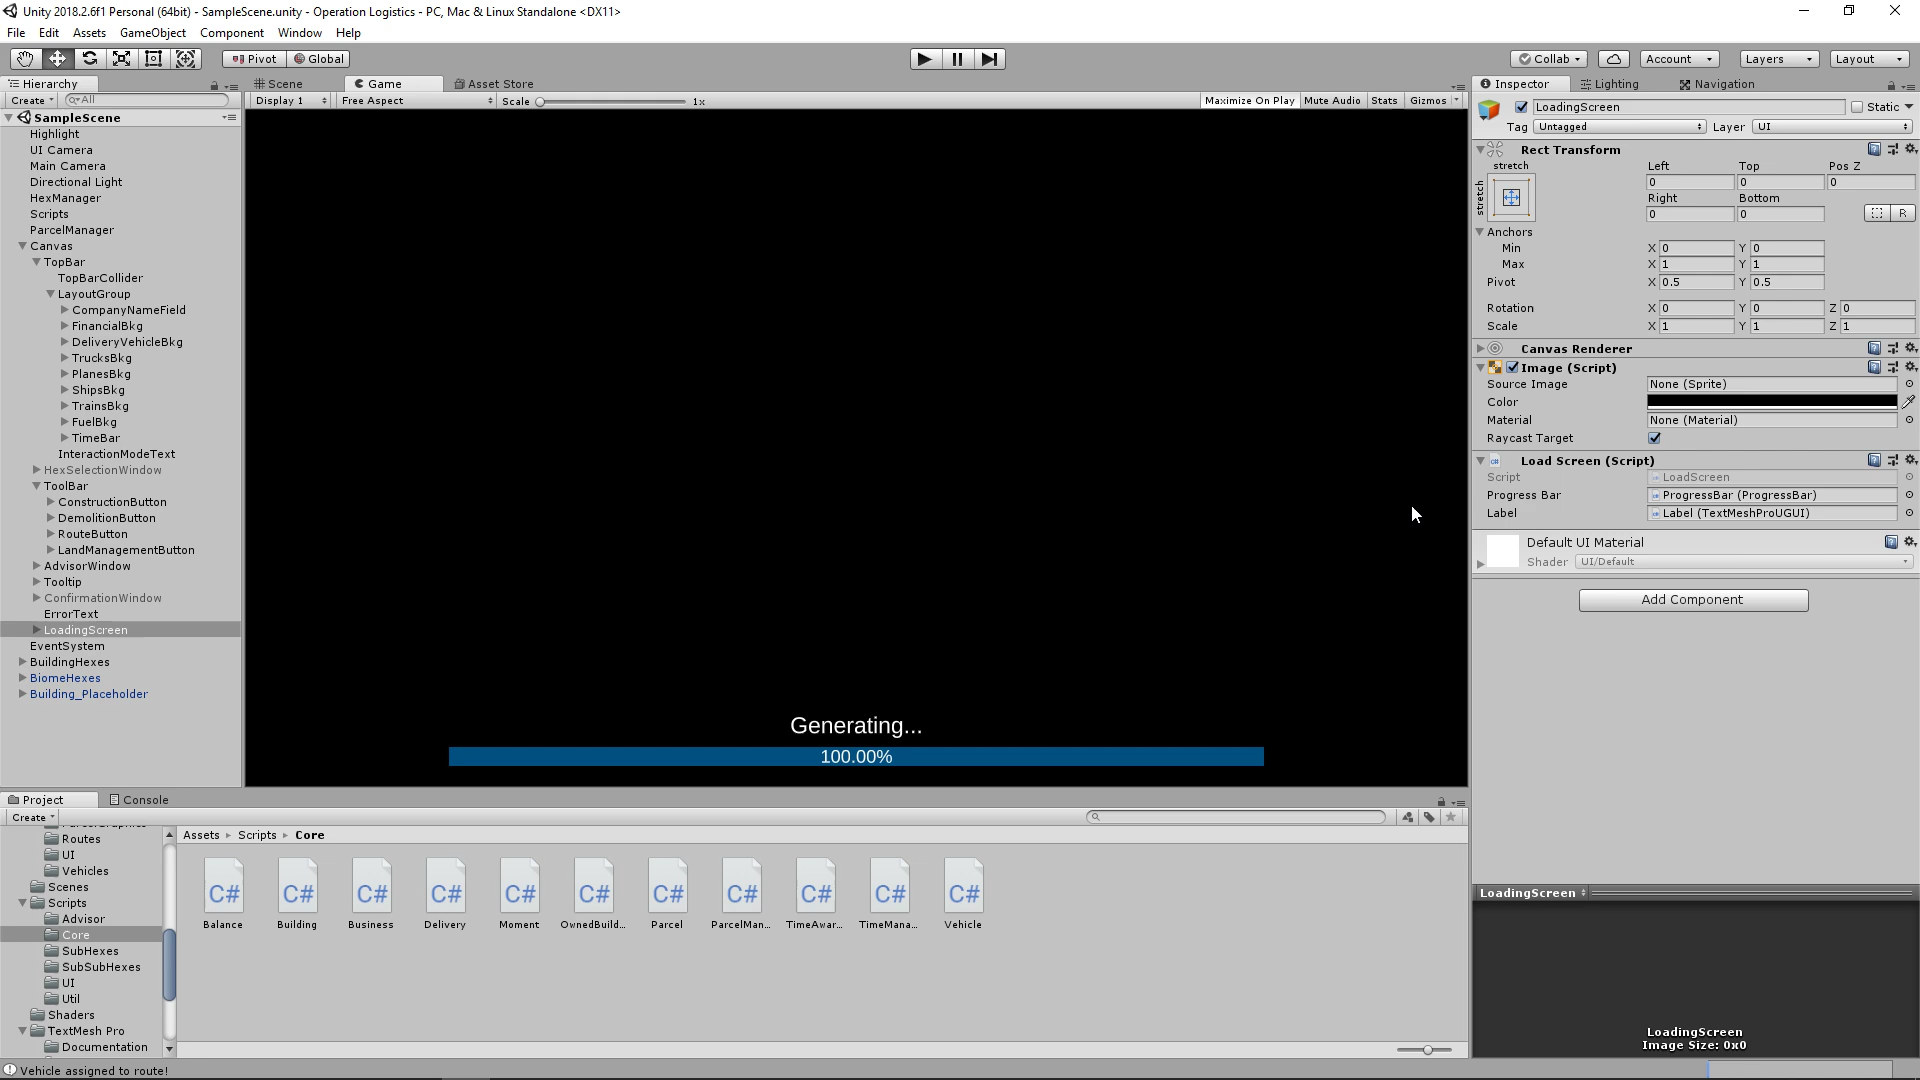 Unity 2018.2.6f1 Personal (64bit) - SampleScene.unity - Operation Logistics - PC, Mac & Linux Standalone <DX11>
File Edit Assets GameObject Component Window Help
Pivot Global Collab Account Layers Layout
Hierarchy
Create All
SampleScene
Highlight
UI Camera
Main Camera
Directional Light
HexManager
Scripts
ParcelManager
Canvas
TopBar
TopBarCollider
LayoutGroup
CompanyNameField
FinancialBkg
DeliveryVehicleBkg
TrucksBkg
PlanesBkg
ShipsBkg
TrainsBkg
FuelBkg
TimeBar
InteractionModeText
HexSelectionWindow
ToolBar
ConstructionButton
DemolitionButton
RouteButton
LandManagementButton
AdvisorWindow
Tooltip
ConfirmationWindow
ErrorText
LoadingScreen
EventSystem
BuildingHexes
BiomeHexes
Building_Placeholder
Scene Game Asset Store
Display 1 Free Aspect Scale 1x Maximize On Play Mute Audio Stats Gizmos
Generating...
100.00%
Inspector Lighting Navigation
LoadingScreen Static
Tag Untagged Layer UI
Rect Transform
stretch
stretch
Left Top Pos Z
0 0 0
Right Bottom
0 0 R
Anchors
Min X 0 Y 0
Max X 1 Y 1
Pivot X 0.5 Y 0.5
Rotation X 0 Y 0 Z 0
Scale X 1 Y 1 Z 1
Canvas Renderer
Image (Script)
Source Image None (Sprite)
Color
Material None (Material)
Raycast Target
Load Screen (Script)
Script LoadScreen
Progress Bar ProgressBar (ProgressBar)
Label Label (TextMeshProUGUI)
Default UI Material
Shader UI/Default
Add Component
LoadingScreen
LoadingScreen
Image Size: 0x0
Project Console
Create
Routes
UI
Vehicles
Scenes
Scripts
Advisor
Core
SubHexes
SubSubHexes
UI
Util
Shaders
TextMesh Pro
Documentation
Assets Scripts Core
C# C# C# C# C# C# C# C# C# C# C#
Balance Building Business Delivery Moment OwnedBuild... Parcel ParcelMan... TimeAwar... TimeMana... Vehicle
Vehicle assigned to route!